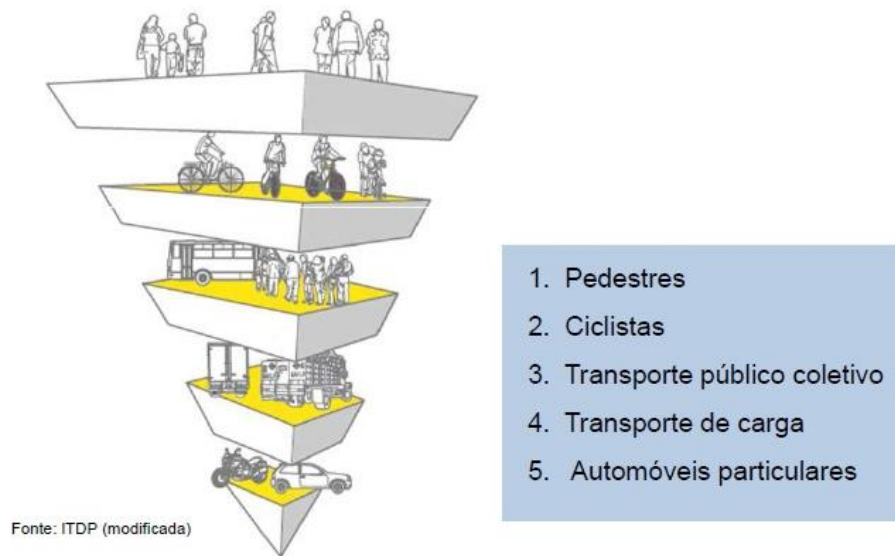 1. Pedestres
2. Ciclistas
3. Transporte público coletivo
4. Transporte de carga
5. Automóveis particulares
Fonte: ITDP (modificada)